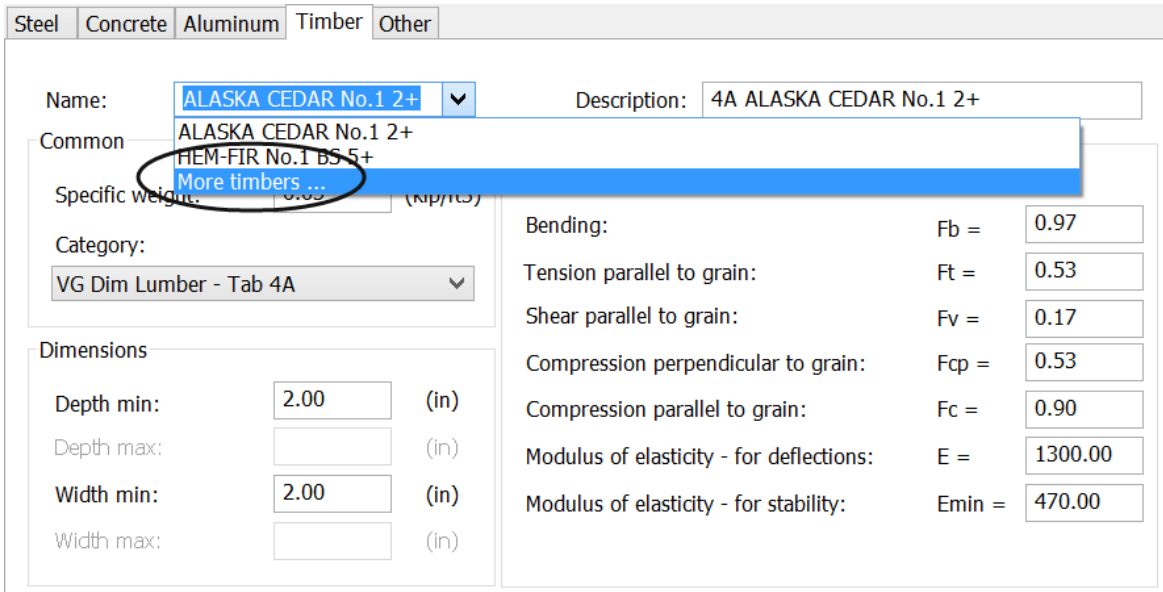 Steel Concrete Aluminum Timber Other
Name: ALASKA CEDAR No.1 2+ Description: 4A ALASKA CEDAR No.1 2+
ALASKA CEDAR No.1 2+
Common
HEM-FIR No.1 BS 5+
More timbers ...
Specific weight: (kip/ft3)
Category:
VG Dim Lumber - Tab 4A
Dimensions
Depth min: 2.00 (in)
Depth max: (in)
Width min: 2.00 (in)
Width max: (in)
Bending: Fb = 0.97
Tension parallel to grain: Ft = 0.53
Shear parallel to grain: Fv = 0.17
Compression perpendicular to grain: Fcp = 0.53
Compression parallel to grain: Fc = 0.90
Modulus of elasticity - for deflections: E = 1300.00
Modulus of elasticity - for stability: Emin = 470.00